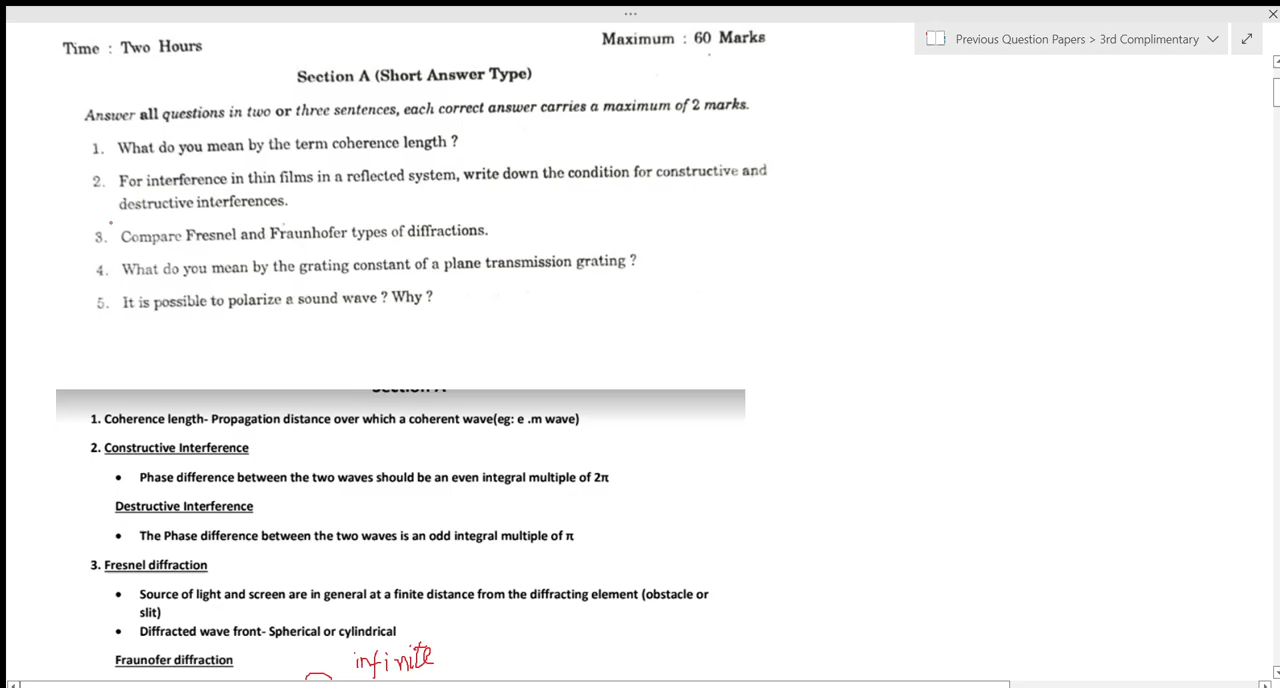 Previous Question Papers > 3rd Complimentary
Time : Two Hours
Maximum : 60 Marks
Section A (Short Answer Type)
Answer all questions in two or three sentences, each correct answer carries a maximum of 2 marks.
1. What do you mean by the term coherence length ?
2. For interference in thin films in a reflected system, write down the condition for constructive and
destructive interferences.
3. Compare Fresnel and Fraunhofer types of diffractions.
4. What do you mean by the grating constant of a plane transmission grating ?
5. It is possible to polarize a sound wave ? Why ?
1. Coherence length- Propagation distance over which a coherent wave(eg: e .m wave)
2. Constructive Interference
• Phase difference between the two waves should be an even integral multiple of 2π
Destructive Interference
• The Phase difference between the two waves is an odd integral multiple of π
3. Fresnel diffraction
• Source of light and screen are in general at a finite distance from the diffracting element (obstacle or
slit)
• Diffracted wave front- Spherical or cylindrical
Fraunofer diffraction
infinite